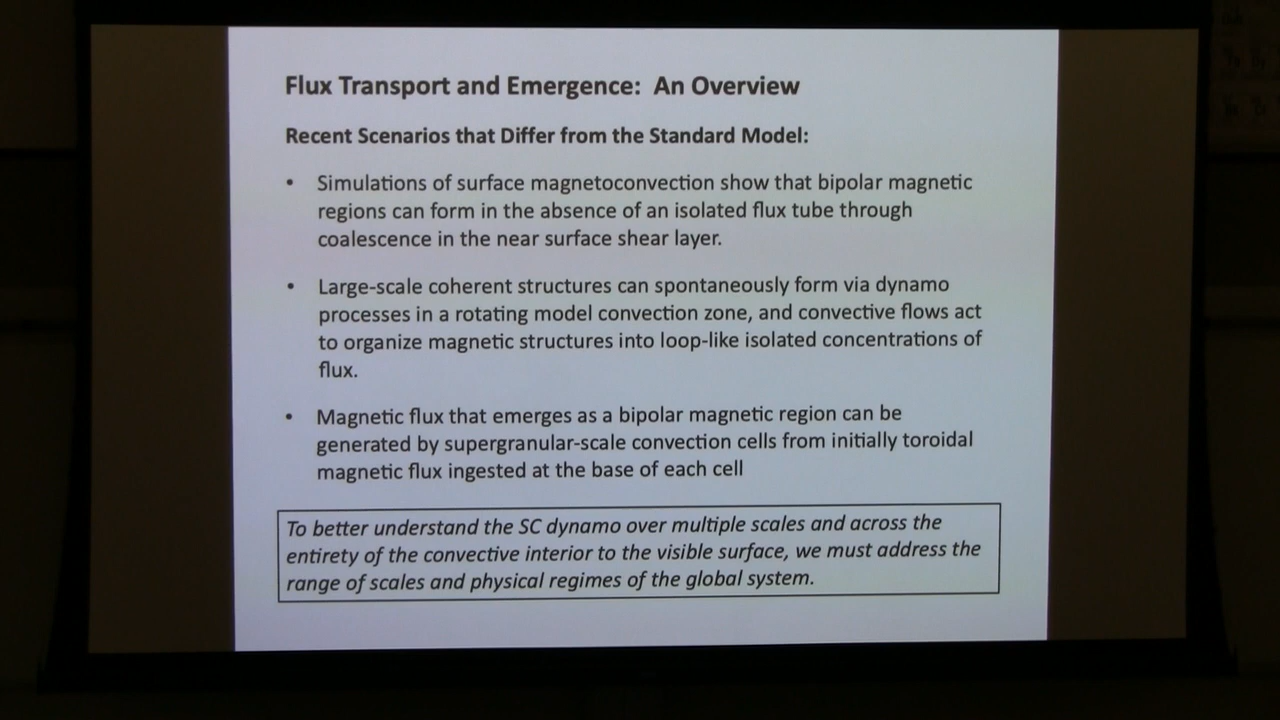 Flux Transport and Emergence: An Overview
Recent Scenarios that Differ from the Standard Model:
• Simulations of surface magnetoconvection show that bipolar magnetic
regions can form in the absence of an isolated flux tube through
coalescence in the near surface shear layer.
• Large-scale coherent structures can spontaneously form via dynamo
processes in a rotating model convection zone, and convective flows act
to organize magnetic structures into loop-like isolated concentrations of
flux.
• Magnetic flux that emerges as a bipolar magnetic region can be
generated by supergranular-scale convection cells from initially toroidal
magnetic flux ingested at the base of each cell
To better understand the SC dynamo over multiple scales and across the
entirety of the convective interior to the visible surface, we must address the
range of scales and physical regimes of the global system.